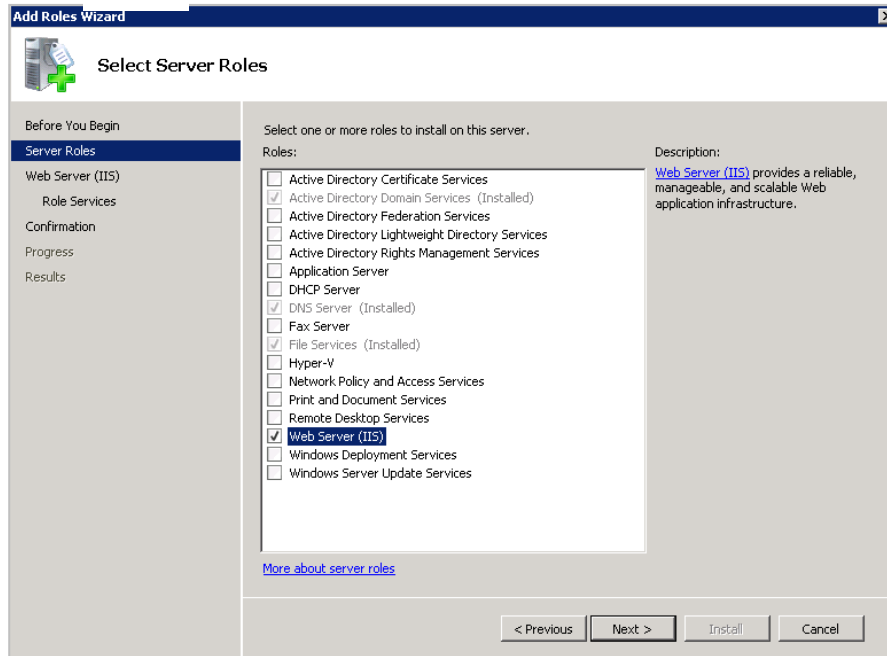 Add Roles Wizard
Select Server Roles
Before You Begin
Server Roles
Web Server (IIS)
Role Services
Confirmation
Progress
Results
Select one or more roles to install on this server.
Roles:
Active Directory Certificate Services
Active Directory Domain Services (Installed)
Active Directory Federation Services
Active Directory Lightweight Directory Services
Active Directory Rights Management Services
Application Server
DHCP Server
DNS Server (Installed)
Fax Server
File Services (Installed)
Hyper-V
Network Policy and Access Services
Print and Document Services
Remote Desktop Services
Web Server (IIS)
Windows Deployment Services
Windows Server Update Services
More about server roles
Description:
Web Server (IIS) provides a reliable,
manageable, and scalable Web
application infrastructure.
< Previous
Next >
Install
Cancel